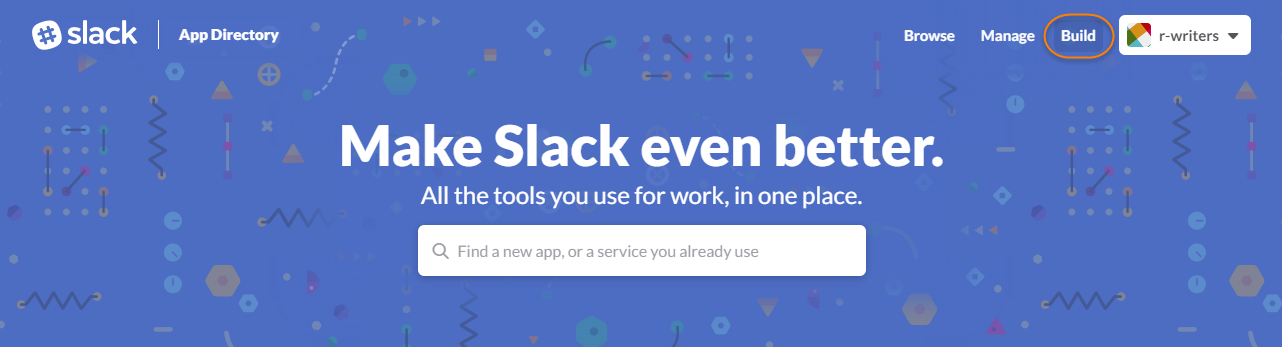 slack App Directory Browse Manage Build r-writers
Make Slack even better.
All the tools you use for work, in one place.
Find a new app, or a service you already use